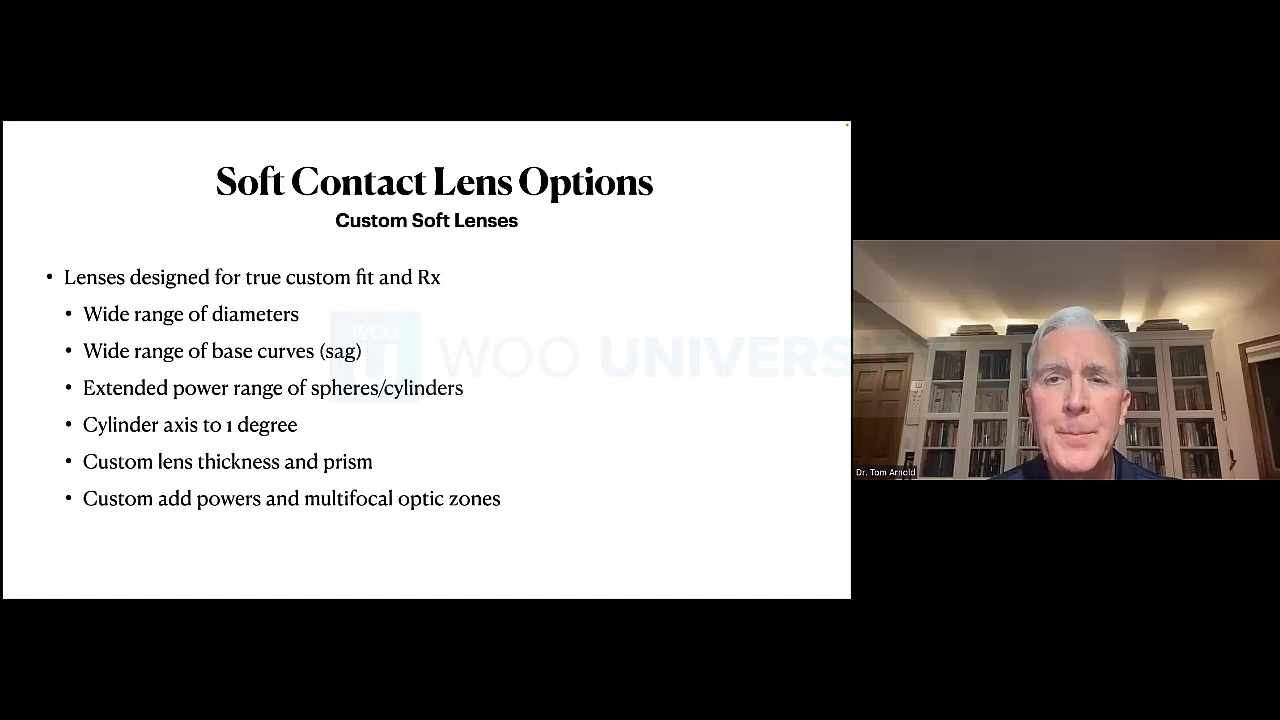 Soft Contact Lens Options
Custom Soft Lenses
• Lenses designed for true custom fit and Rx
• Wide range of diameters
• Wide range of base curves (sag)
• Extended power range of spheres/cylinders
• Cylinder axis to 1 degree
• Custom lens thickness and prism
• Custom add powers and multifocal optic zones
WOO
WOO UNIVERSITY
Dr. Tom Arnold